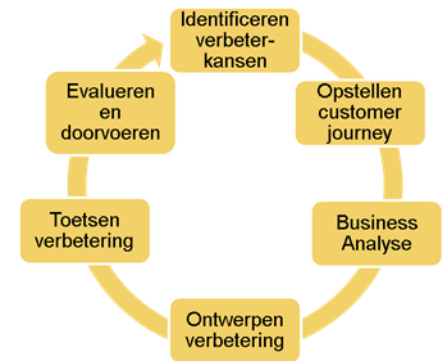 Identificeren
verbeter-
kansen
Opstellen
customer
journey
Business
Analyse
Ontwerpen
verbetering
Toetsen
verbetering
Evalueren
en
doorvoeren